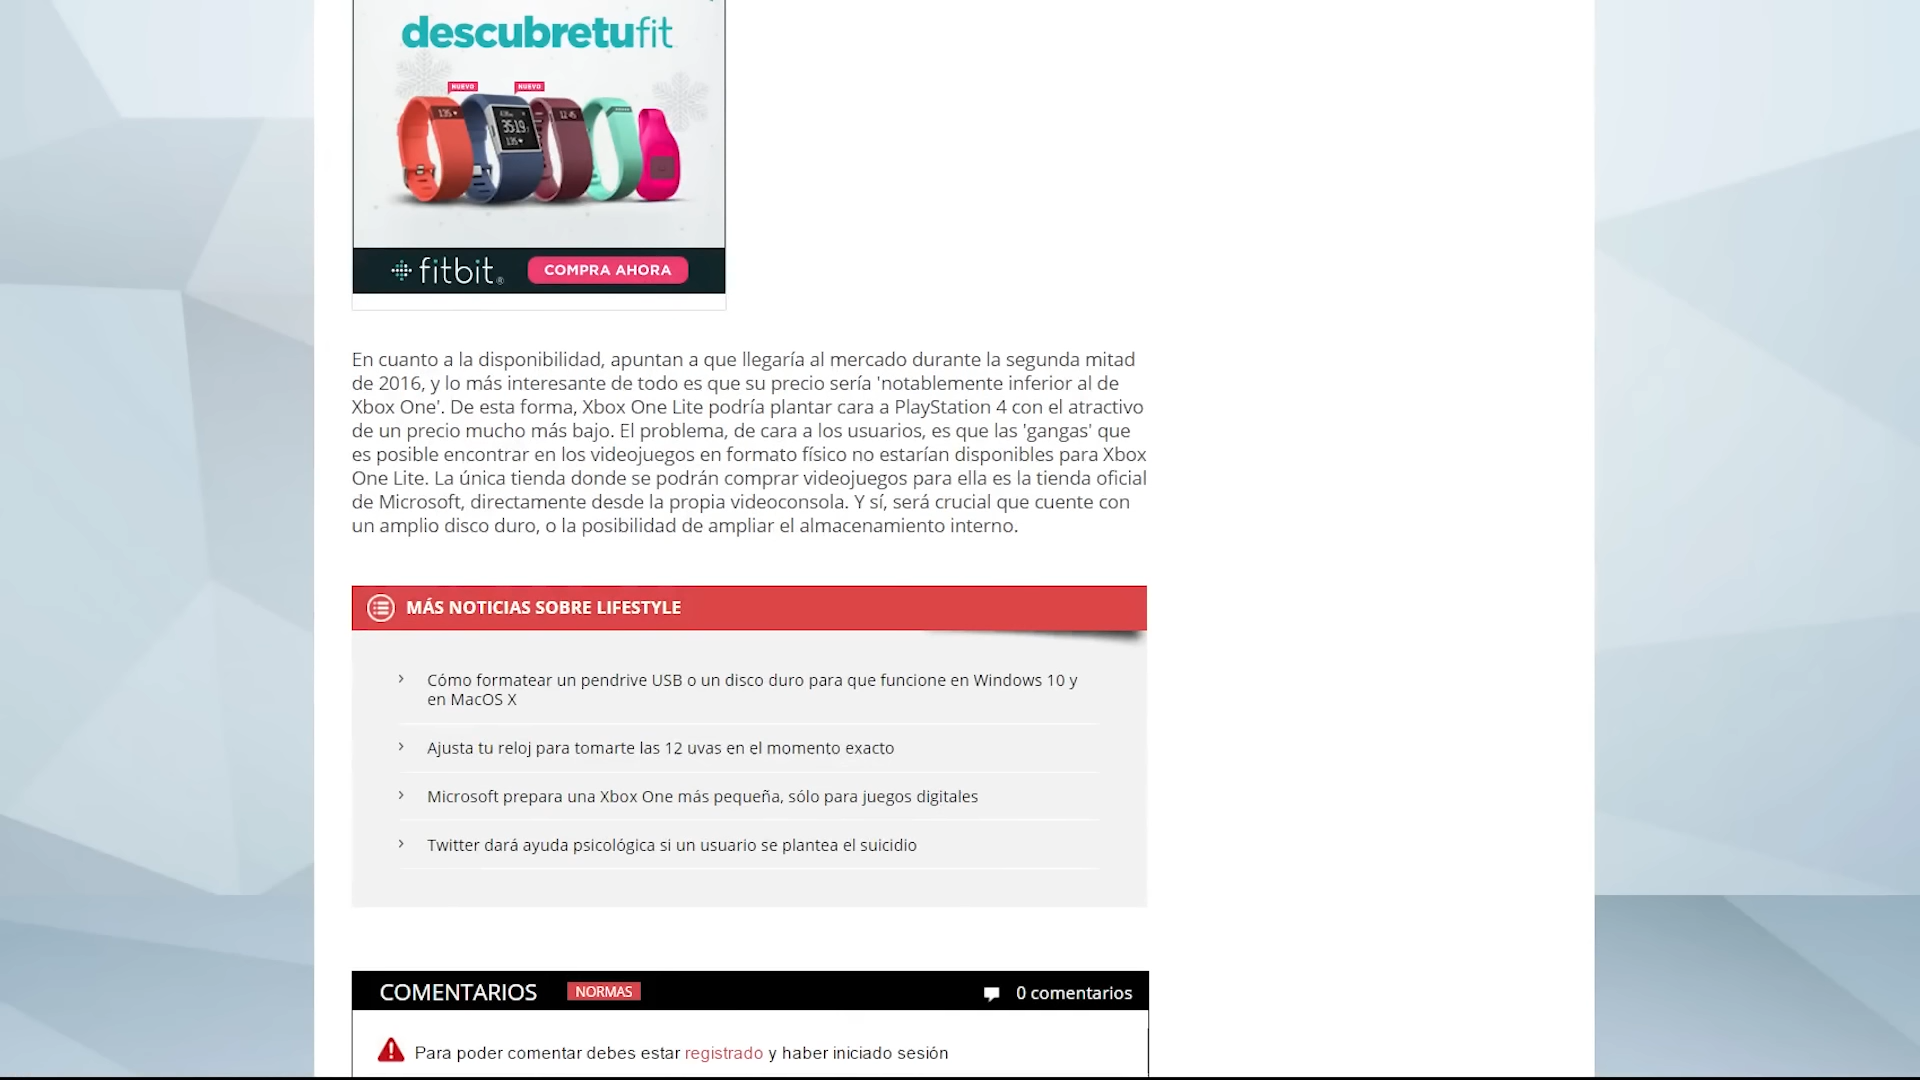 descubretufit
NUEVO NUEVO
fitbit
COMPRA AHORA
En cuanto a la disponibilidad, apuntan a que llegaría al mercado durante la segunda mitad
de 2016, y lo más interesante de todo es que su precio sería 'notablemente inferior al de
Xbox One'. De esta forma, Xbox One Lite podría plantar cara a PlayStation 4 con el atractivo
de un precio mucho más bajo. El problema, de cara a los usuarios, es que las 'gangas' que
es posible encontrar en los videojuegos en formato físico no estarían disponibles para Xbox
One Lite. La única tienda donde se podrán comprar videojuegos para ella es la tienda oficial
de Microsoft, directamente desde la propia videoconsola. Y sí, será crucial que cuente con
un amplio disco duro, o la posibilidad de ampliar el almacenamiento interno.
MÁS NOTICIAS SOBRE LIFESTYLE
Cómo formatear un pendrive USB o un disco duro para que funcione en Windows 10 y
en MacOS X
Ajusta tu reloj para tomarte las 12 uvas en el momento exacto
Microsoft prepara una Xbox One más pequeña, sólo para juegos digitales
Twitter dará ayuda psicológica si un usuario se plantea el suicidio
COMENTARIOS NORMAS 0 comentarios
Para poder comentar debes estar registrado y haber iniciado sesión